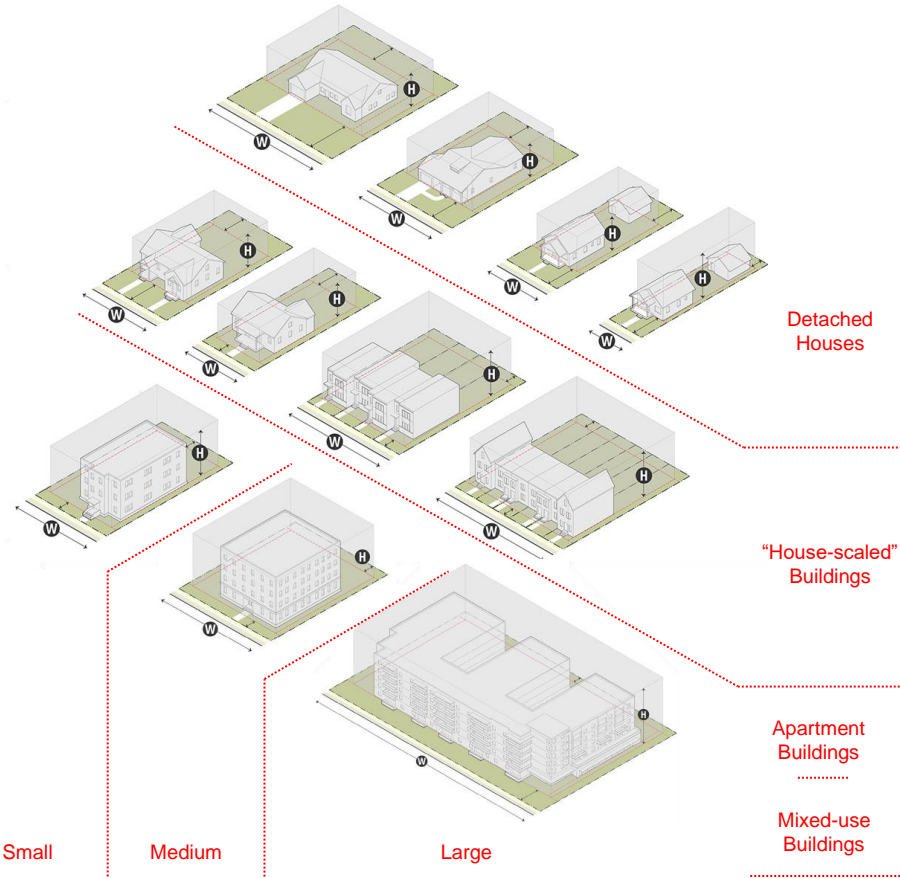 H
W
H
W
H
W
H
W
H
W
H
W
H
W
H
W
H
W
H
W
H
W
Detached
Houses
“House-scaled”
Buildings
Apartment
Buildings
Mixed-use
Buildings
Small
Medium
Large